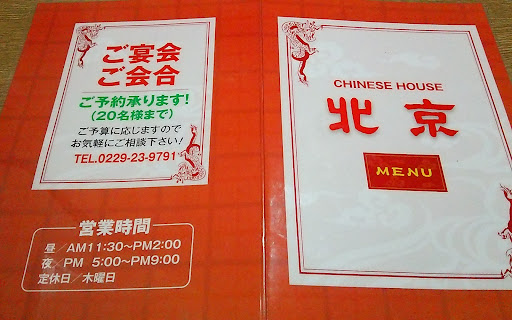 ご宴会
ご会合
ご予約承ります!
(20名様まで)
ご予算に応じますので
お気軽にご相談下さい!
TEL.0229-23-9791
営業時間
昼/AM11:30~PM2:00
夜/PM 5:00~PM9:00
定休日/木曜日
CHINESE HOUSE
北京
MENU